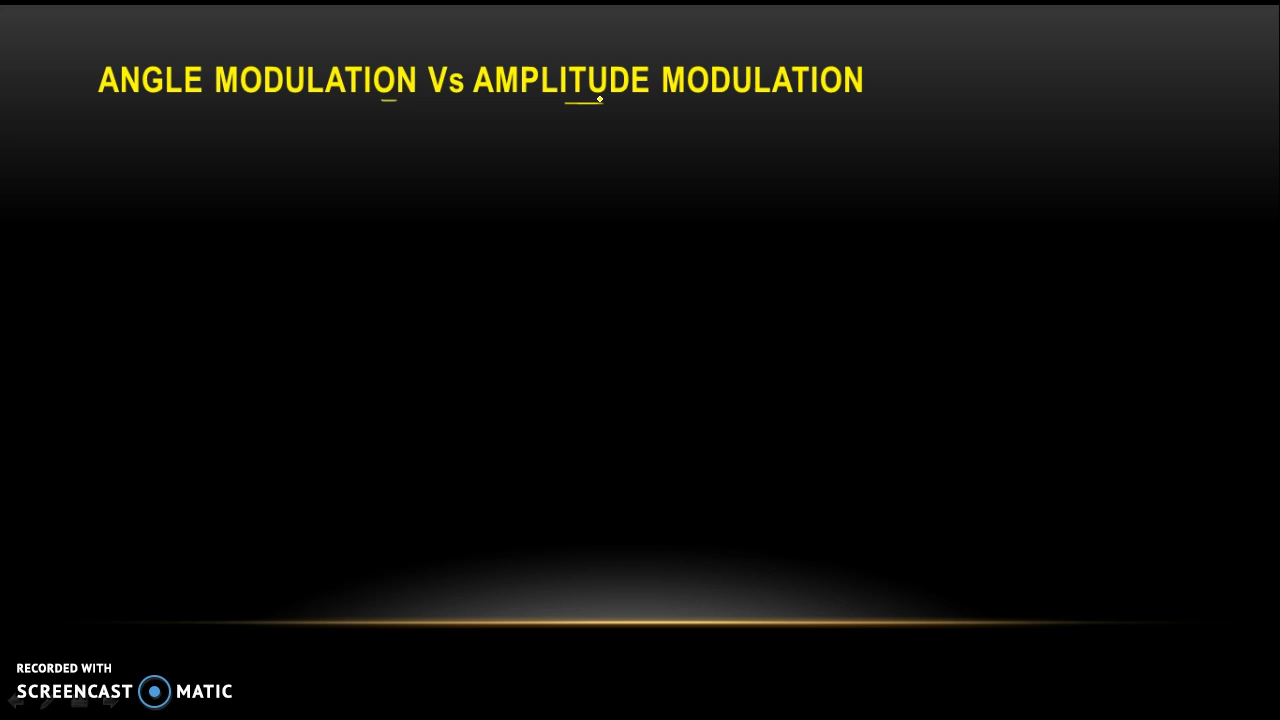 ANGLE MODULATION Vs AMPLITUDE MODULATION
RECORDED WITH
SCREENCAST MATIC